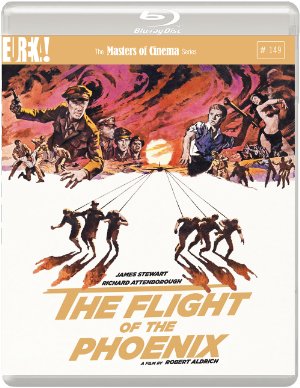 Blu-ray Disc
EUREKA!
The Masters of Cinema Series
# 149
JAMES STEWART
RICHARD ATTENBOROUGH
THE FLIGHT
OF THE
PHOENIX
A FILM BY ROBERT ALDRICH